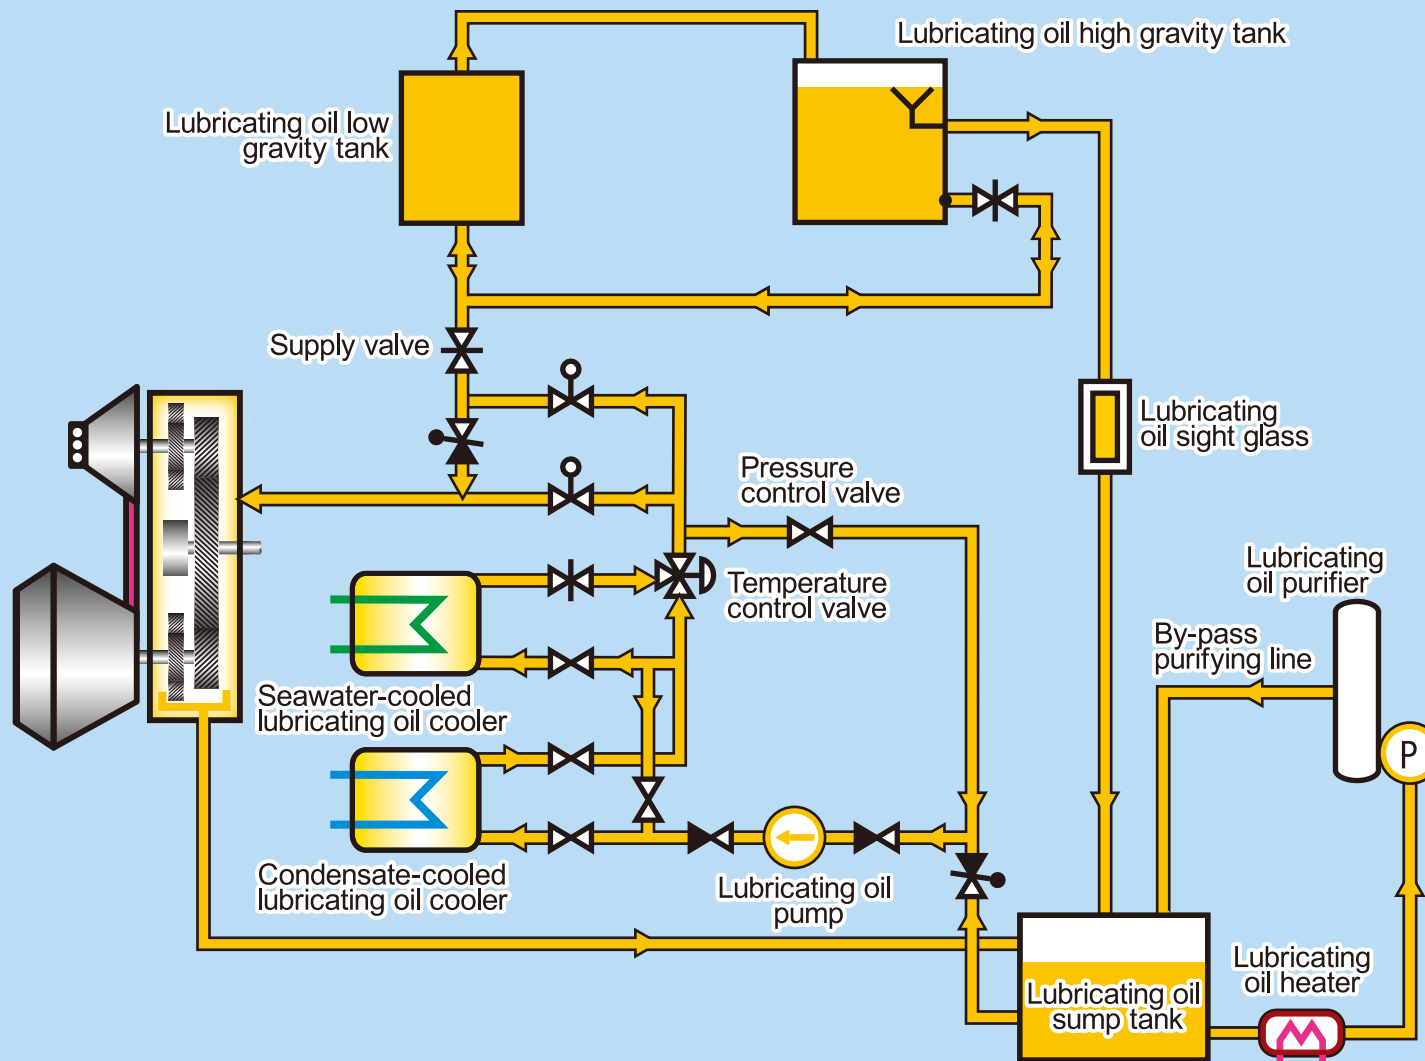 Lubricating oil high gravity tank
Lubricating oil low
gravity tank
Supply valve
Lubricating
oil sight glass
Pressure
control valve
Temperature
control valve
Lubricating
oil purifier
By-pass
purifying line
P
Seawater-cooled
lubricating oil cooler
Condensate-cooled
lubricating oil cooler
Lubricating oil
pump
Lubricating oil
sump tank
Lubricating
oil heater